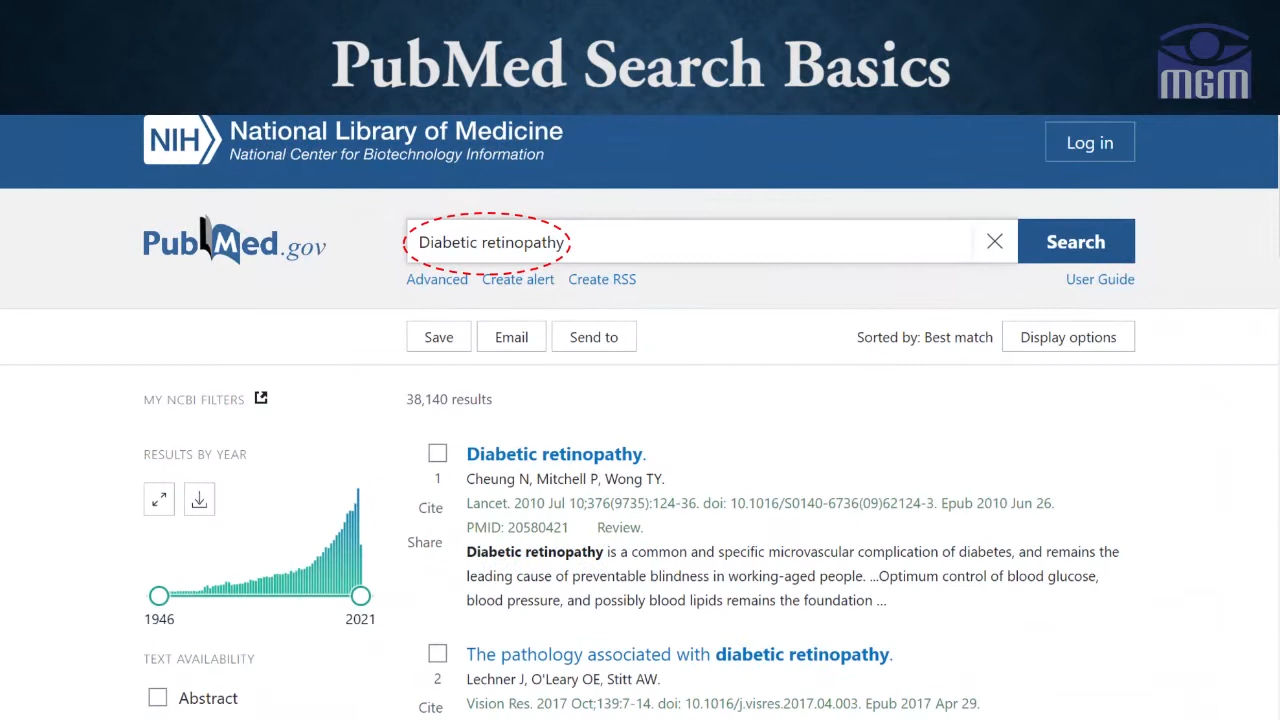 PubMed Search Basics
MGM
NIH
National Library of Medicine
National Center for Biotechnology Information
Log in
PubMed.gov
Diabetic retinopathy
Search
Advanced Create alert Create RSS
User Guide
Save Email Send to
Sorted by: Best match Display options
MY NCBI FILTERS
38,140 results
RESULTS BY YEAR
1946 2021
TEXT AVAILABILITY
Abstract
Diabetic retinopathy.
1 Cheung N, Mitchell P, Wong TY.
Cite Lancet. 2010 Jul 10;376(9735):124-36. doi: 10.1016/S0140-6736(09)62124-3. Epub 2010 Jun 26.
PMID: 20580421 Review.
Share Diabetic retinopathy is a common and specific microvascular complication of diabetes, and remains the
leading cause of preventable blindness in working-aged people. ...Optimum control of blood glucose,
blood pressure, and possibly blood lipids remains the foundation ...
The pathology associated with diabetic retinopathy.
2 Lechner J, O'Leary OE, Stitt AW.
Cite Vision Res. 2017 Oct;139:7-14. doi: 10.1016/j.visres.2017.04.003. Epub 2017 Apr 29.